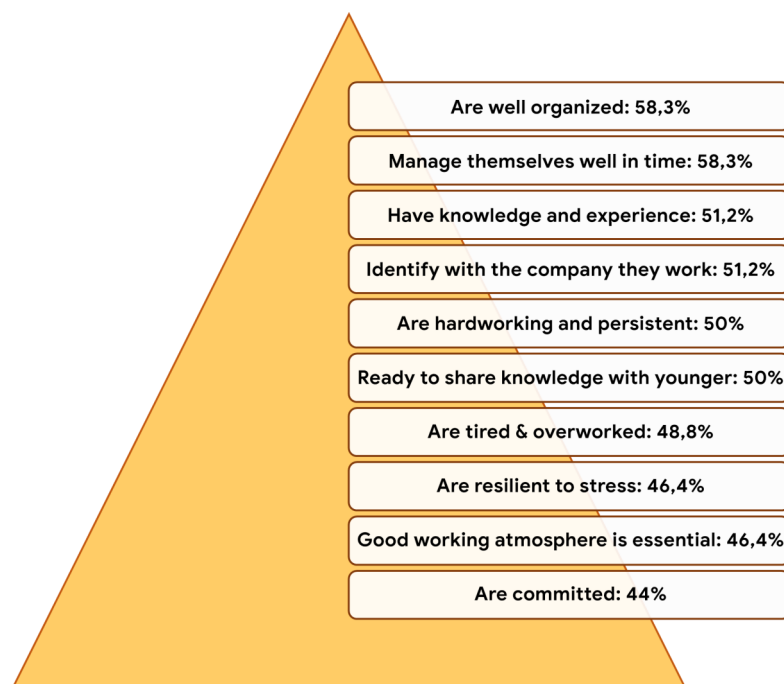 Are well organized: 58,3%
Manage themselves well in time: 58,3%
Have knowledge and experience: 51,2%
Identify with the company they work: 51,2%
Are hardworking and persistent: 50%
Ready to share knowledge with younger: 50%
Are tired & overworked: 48,8%
Are resilient to stress: 46,4%
Good working atmosphere is essential: 46,4%
Are committed: 44%